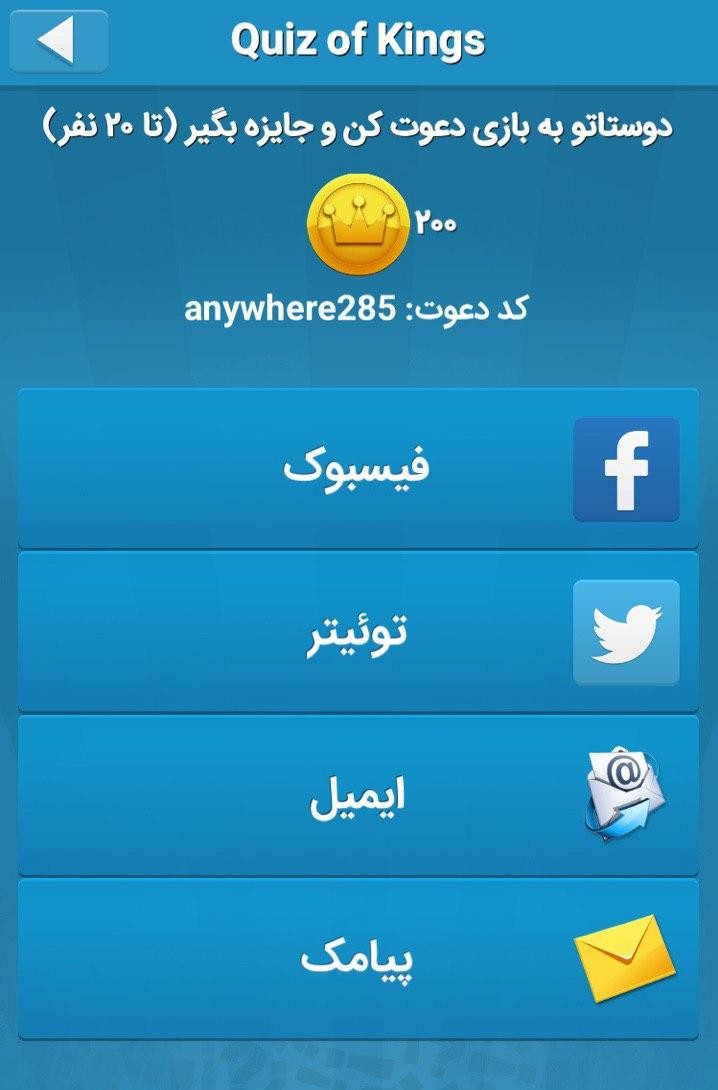 Quiz of Kings
دوستاتو به بازی دعوت کن و جایزه بگیر (تا ۲۰ نفر)
۲۰۰
کد دعوت: anywhere285
فیسبوک
توئیتر
ایمیل
پیامک